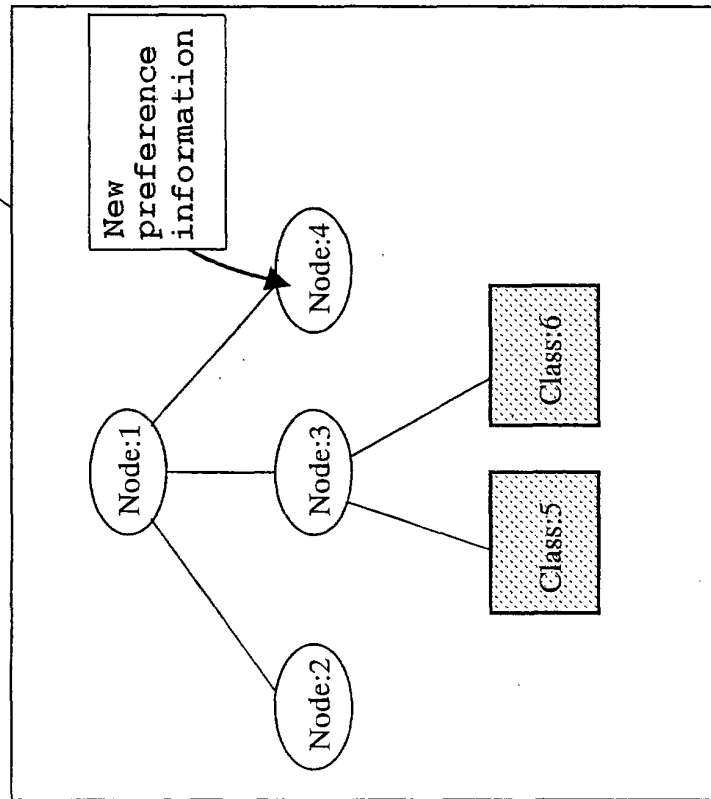 New
preference
information
Node:1
Node:2
Node:3
Node:4
Class:5
Class:6